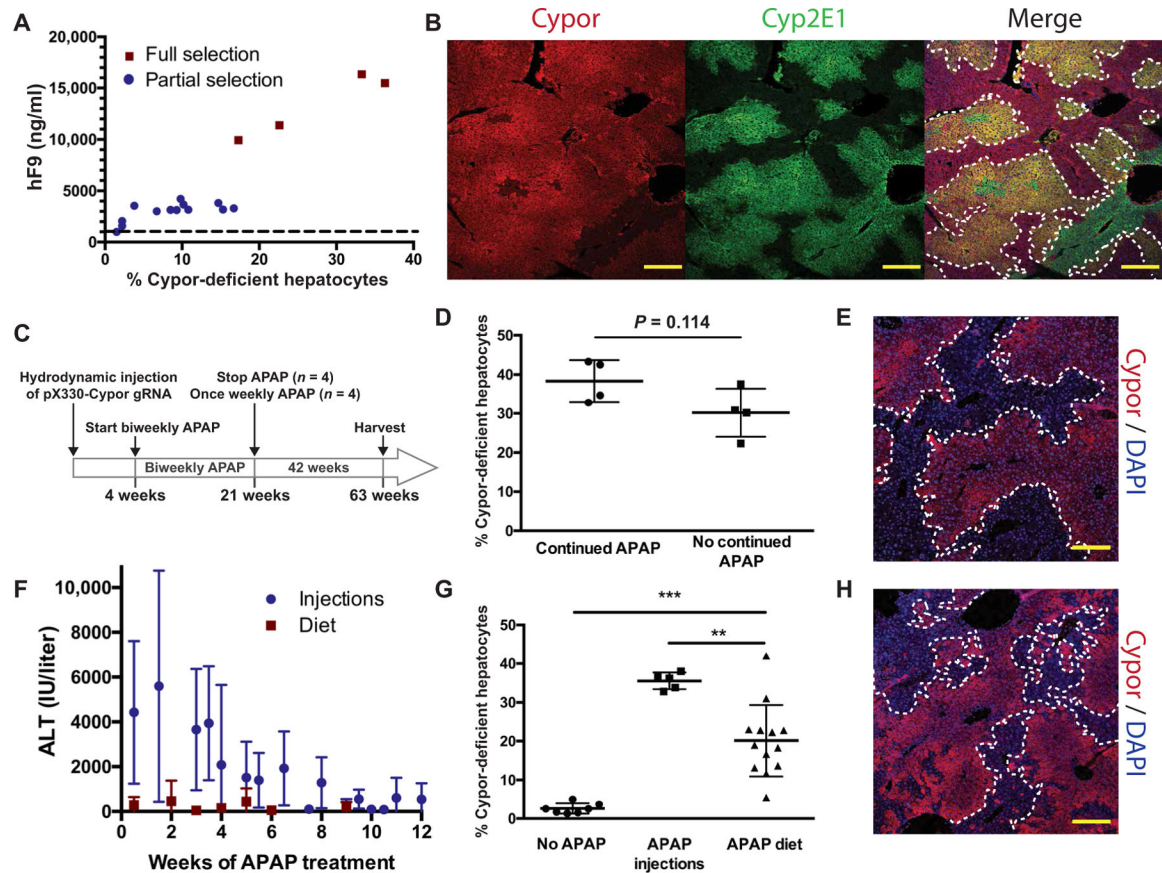 A
20,000
15,000
10,000
5000
0
hF9 (ng/ml)
Full selection
Partial selection
0 10 20 30 40
% Cypor-deficient hepatocytes
B
Cypor Cyp2E1 Merge
C
Hydrodynamic injection
of pX330-Cypor gRNA
Stop APAP (n = 4)
Once weekly APAP (n = 4)
Start biweekly APAP
Harvest
Biweekly APAP 42 weeks
4 weeks 21 weeks 63 weeks
D
P = 0.114
50
40
30
20
10
0
% Cypor-deficient hepatocytes
Continued APAP
No continued
APAP
E
Cypor / DAPI
F
10,000
8000
6000
4000
2000
0
ALT (IU/liter)
Injections
Diet
0 2 4 6 8 10 12
Weeks of APAP treatment
G
***
**
50
40
30
20
10
0
% Cypor-deficient hepatocytes
No APAP
APAP
injections
APAP diet
H
Cypor / DAPI